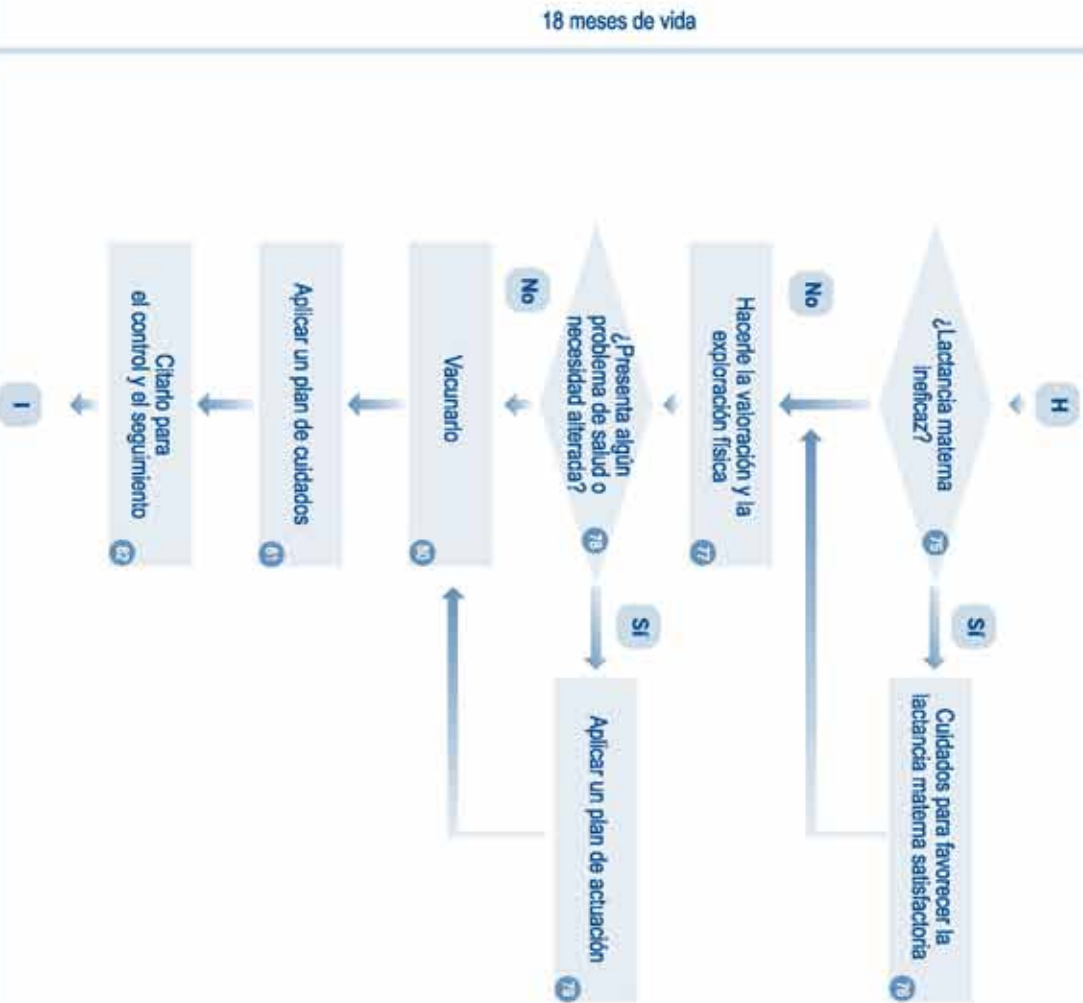 18 meses de vida
H
¿Lactancia materna
ineficaz?
75
Sí
Cuidados para favorecer la
lactancia materna satisfactoria
76
No
Hacerle la valoración y la
exploración física
77
¿Presenta algún
problema de salud o
necesidad alterada?
78
Sí
Aplicar un plan de actuación
79
No
Vacunarlo
80
Aplicar un plan de cuidados
81
Citarlo para
el control y el seguimiento
82
I